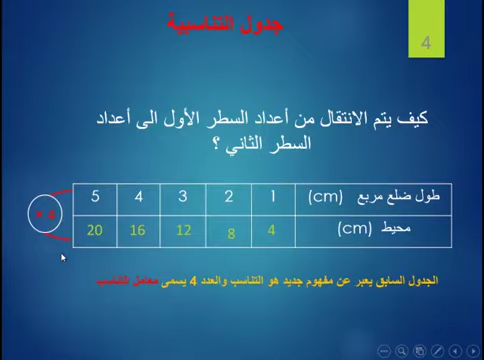 جدول التناسبية
4
كيف يتم الانتقال من أعداد السطر الأول الى أعداد
السطر الثاني ؟
طول ضلع مربع (cm) 1 2 3 4 5
محيط (cm) 4 8 12 16 20
× 4
الجدول السابق يعبر عن مفهوم جديد هو التناسب والعدد 4 يسمى معامل التناسب